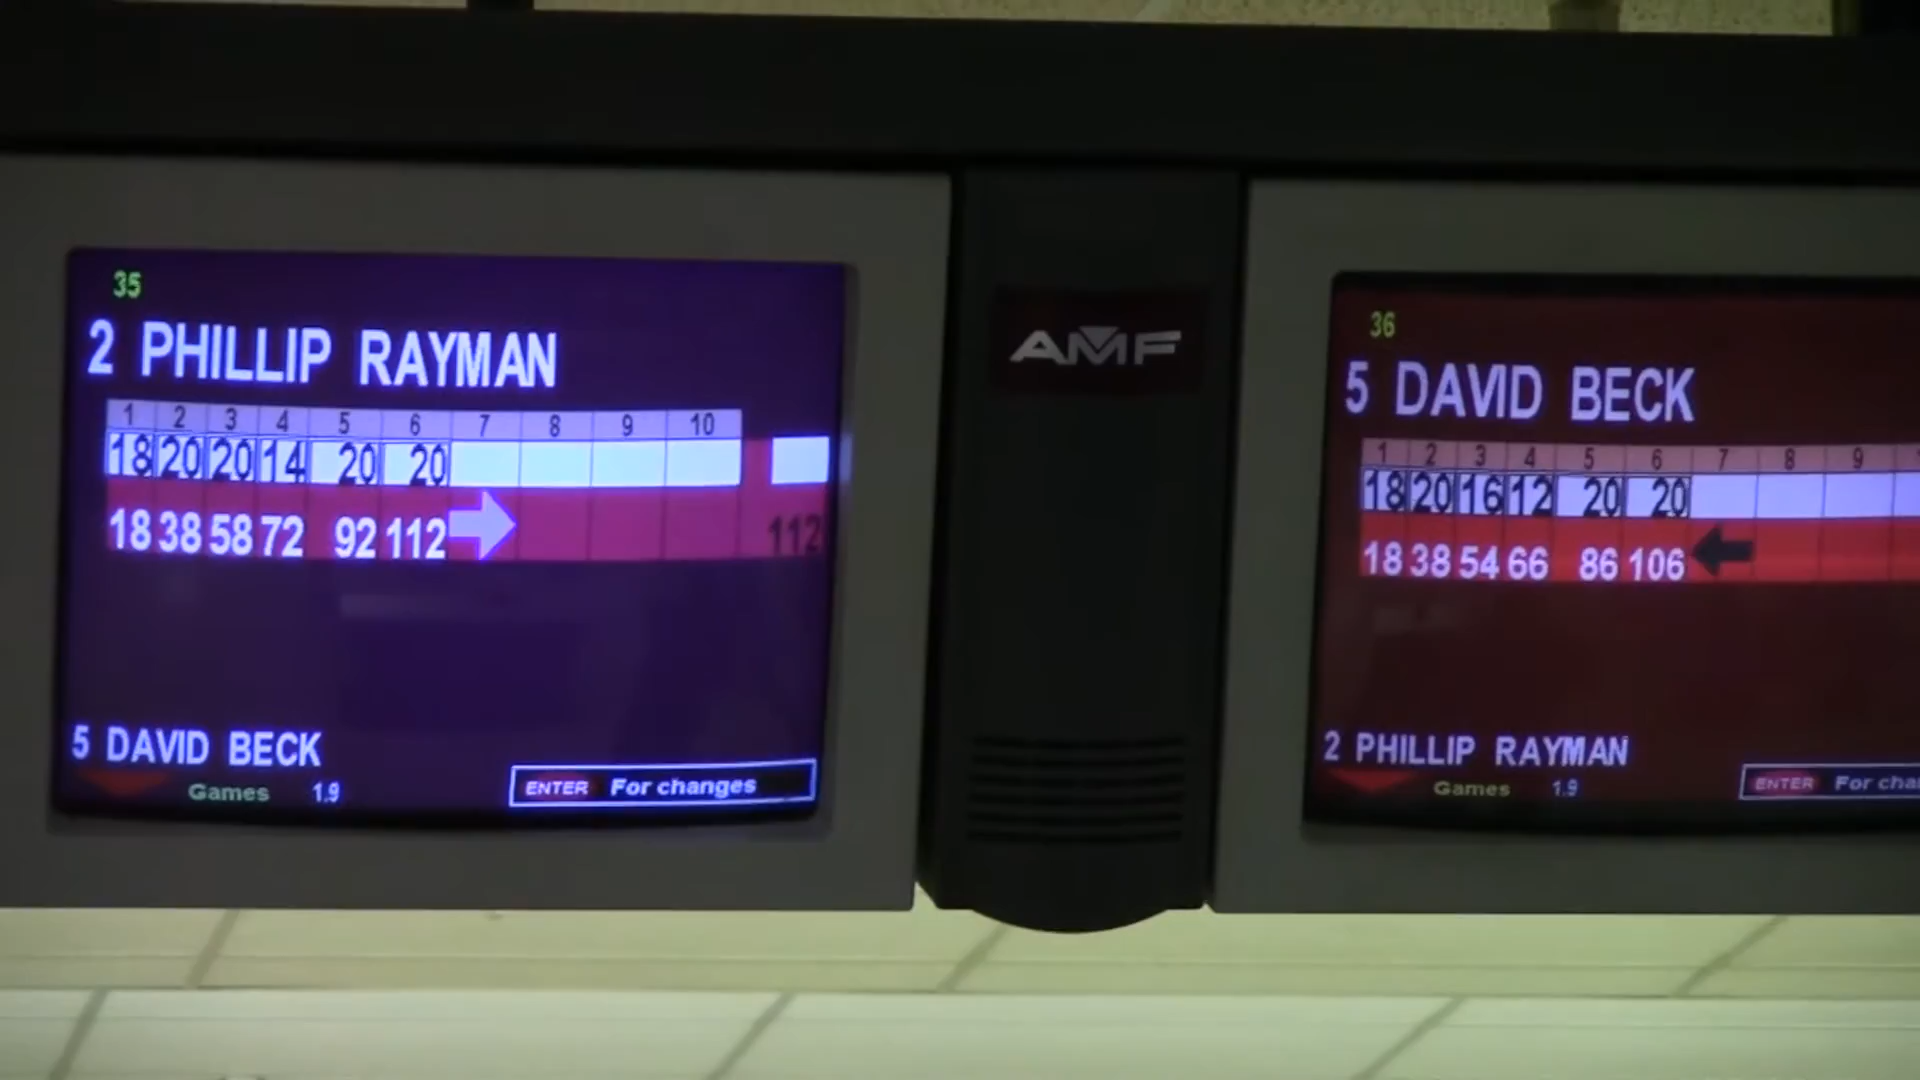 35
2 PHILLIP RAYMAN
1 2 3 4 5 6 7 8 9 10
18 20 20 14 20 20
18 38 58 72 92 112 112
5 DAVID BECK
Games 1.9
ENTER For changes
AMF
36
5 DAVID BECK
1 2 3 4 5 6 7 8 9
18 20 16 12 20 20
18 38 54 66 86 106
2 PHILLIP RAYMAN
Games 1.9
ENTER For cha